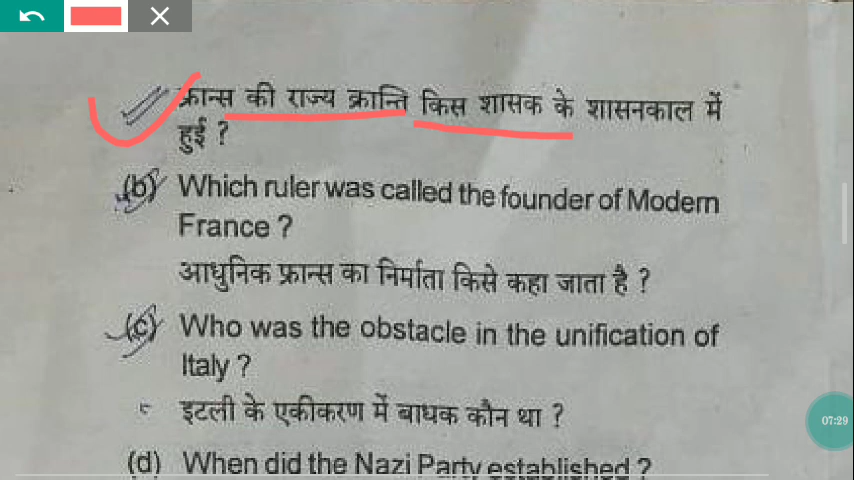 फ्रान्स की राज्य क्रान्ति किस शासक के शासनकाल में
हुई ?
(b) Which ruler was called the founder of Modern
France ?
आधुनिक फ्रान्स का निर्माता किसे कहा जाता है ?
(c) Who was the obstacle in the unification of
Italy ?
इटली के एकीकरण में बाधक कौन था ?
(d) When did the Nazi Party established ?
07:29